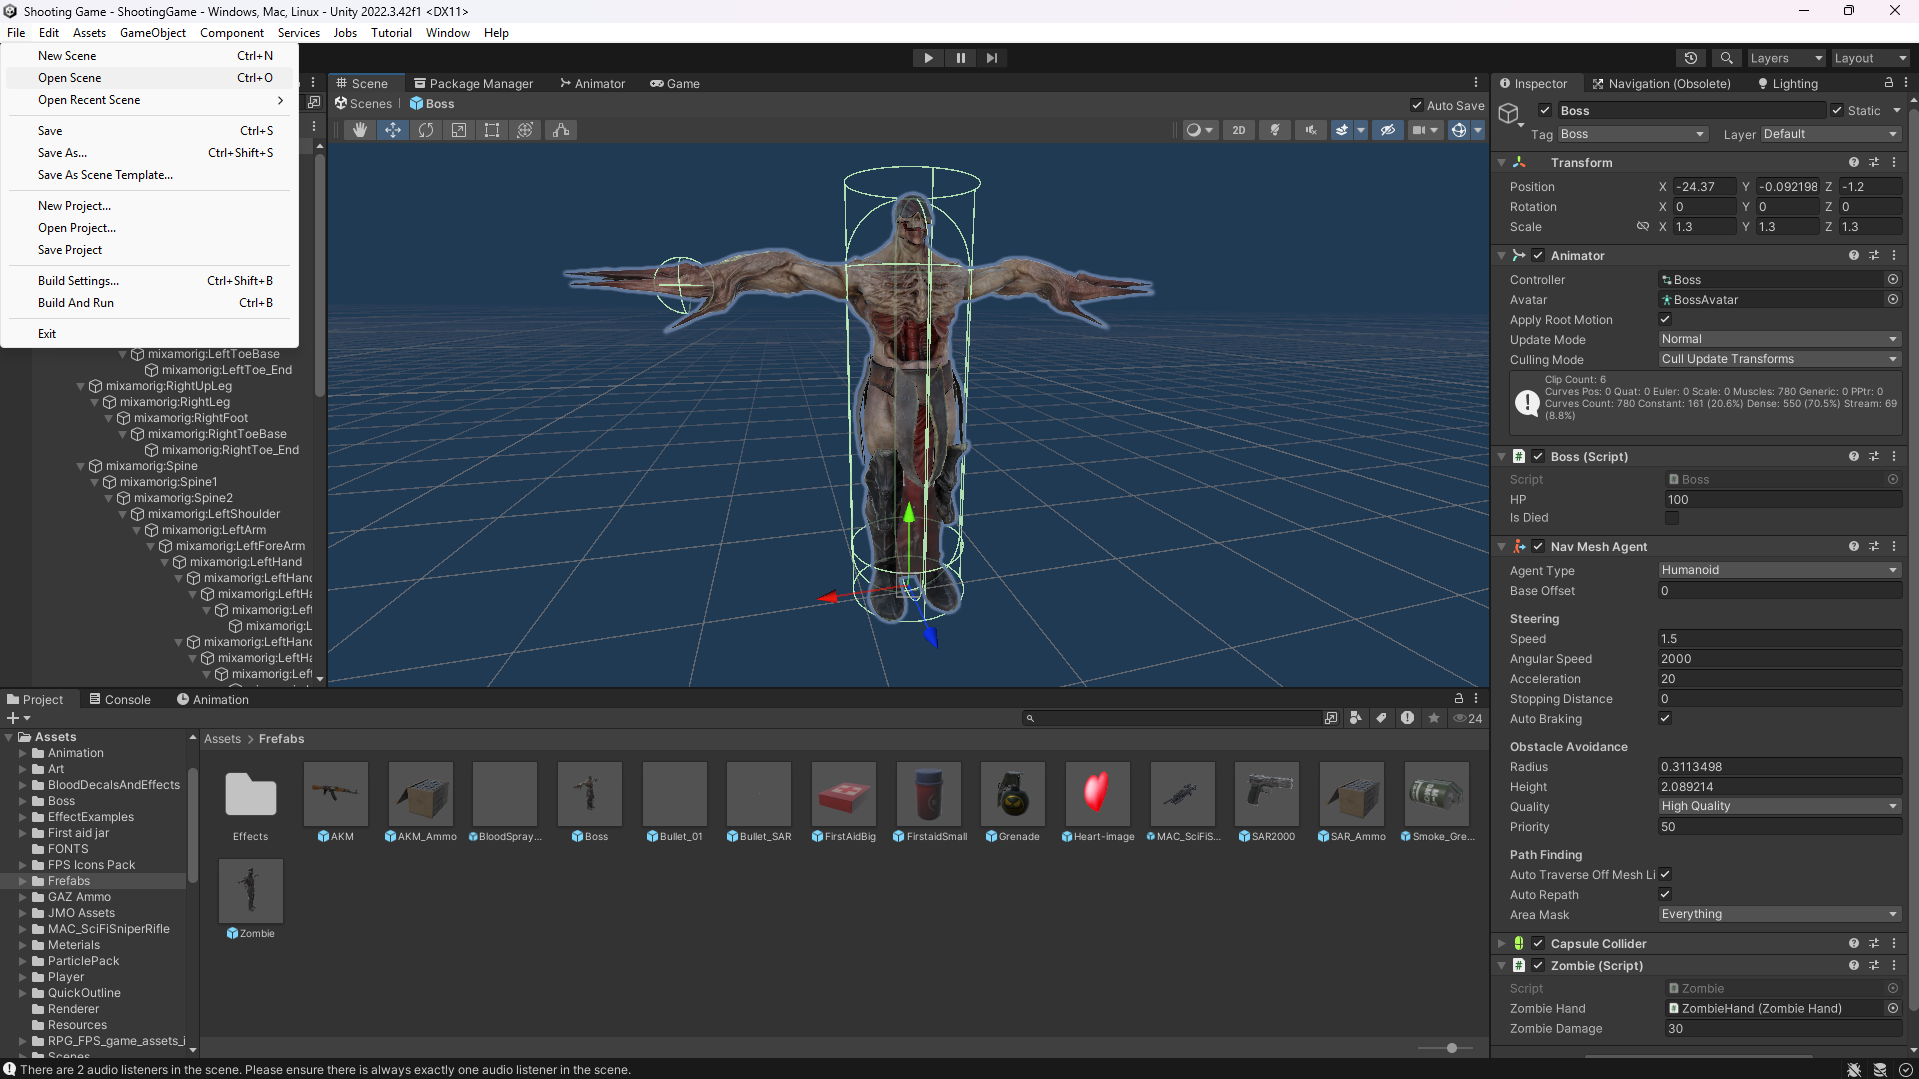 Shooting Game - ShootingGame - Windows, Mac, Linux - Unity 2022.3.42f1 <DX11>
File Edit Assets GameObject Component Services Jobs Tutorial Window Help
New Scene Ctrl+N
Open Scene Ctrl+O
Open Recent Scene
Save Ctrl+S
Save As... Ctrl+Shift+S
Save As Scene Template...
New Project...
Open Project...
Save Project
Build Settings... Ctrl+Shift+B
Build And Run Ctrl+B
Exit
Layers Layout
Scene Package Manager Animator Game
Scenes | Boss
Auto Save
2D
mixamorig:LeftToeBase
mixamorig:LeftToe_End
mixamorig:RightUpLeg
mixamorig:RightLeg
mixamorig:RightFoot
mixamorig:RightToeBase
mixamorig:RightToe_End
mixamorig:Spine
mixamorig:Spine1
mixamorig:Spine2
mixamorig:LeftShoulder
mixamorig:LeftArm
mixamorig:LeftForeArm
mixamorig:LeftHand
mixamorig:LeftHand
mixamorig:LeftHa
mixamorig:Left
mixamorig:L
mixamorig:LeftHand
mixamorig:LeftHa
mixamorig:Left
Inspector Navigation (Obsolete) Lighting
Boss Static
Tag Boss Layer Default
Transform
Position X -24.37 Y -0.092198 Z -1.2
Rotation X 0 Y 0 Z 0
Scale X 1.3 Y 1.3 Z 1.3
Animator
Controller Boss
Avatar BossAvatar
Apply Root Motion
Update Mode Normal
Culling Mode Cull Update Transforms
Clip Count: 6
Curves Pos: 0 Quat: 0 Euler: 0 Scale: 0 Muscles: 780 Generic: 0 PPtr: 0
Curves Count: 780 Constant: 161 (20.6%) Dense: 550 (70.5%) Stream: 69
(8.8%)
Boss (Script)
Script Boss
HP 100
Is Died
Nav Mesh Agent
Agent Type Humanoid
Base Offset 0
Steering
Speed 1.5
Angular Speed 2000
Acceleration 20
Stopping Distance 0
Auto Braking
Obstacle Avoidance
Radius 0.3113498
Height 2.089214
Quality High Quality
Priority 50
Path Finding
Auto Traverse Off Mesh Li
Auto Repath
Area Mask Everything
Capsule Collider
Zombie (Script)
Script Zombie
Zombie Hand ZombieHand (Zombie Hand)
Zombie Damage 30
Project Console Animation
24
Assets
Animation
Art
BloodDecalsAndEffects
Boss
EffectExamples
First aid jar
FONTS
FPS Icons Pack
Frefabs
GAZ Ammo
JMO Assets
MAC_SciFiSniperRifle
Meterials
ParticlePack
Player
QuickOutline
Renderer
Resources
RPG_FPS_game_assets_i
Scenes
Assets > Frefabs
Effects AKM AKM_Ammo BloodSpray... Boss Bullet_01 Bullet_SAR FirstAidBig FirstaidSmall Grenade Heart-image MAC_SciFiS... SAR2000 SAR_Ammo Smoke_Gre...
Zombie
There are 2 audio listeners in the scene. Please ensure there is always exactly one audio listener in the scene.